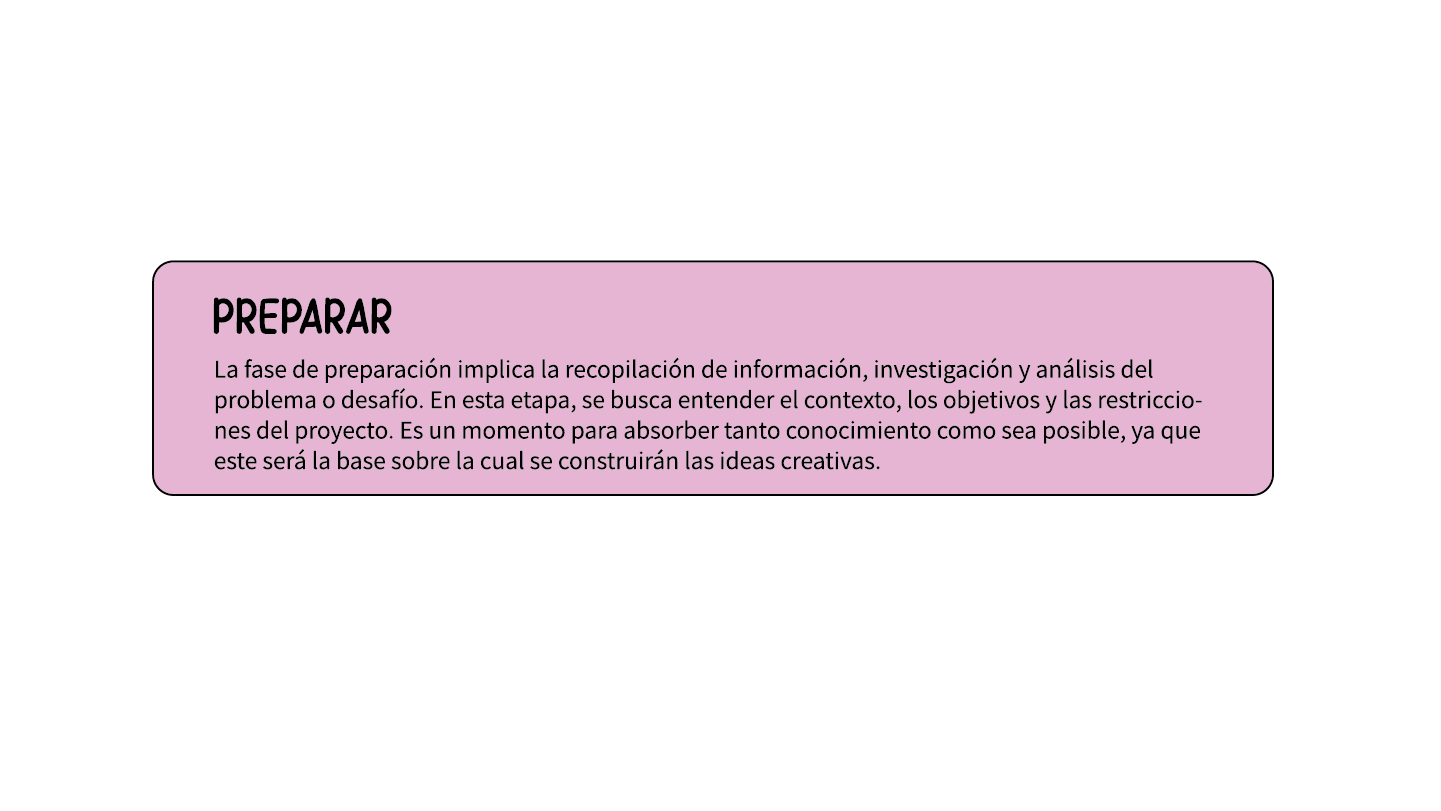 PREPARAR
La fase de preparación implica la recopilación de información, investigación y análisis del
problema o desafío. En esta etapa, se busca entender el contexto, los objetivos y las restriccio-
nes del proyecto. Es un momento para absorber tanto conocimiento como sea posible, ya que
este será la base sobre la cual se construirán las ideas creativas.